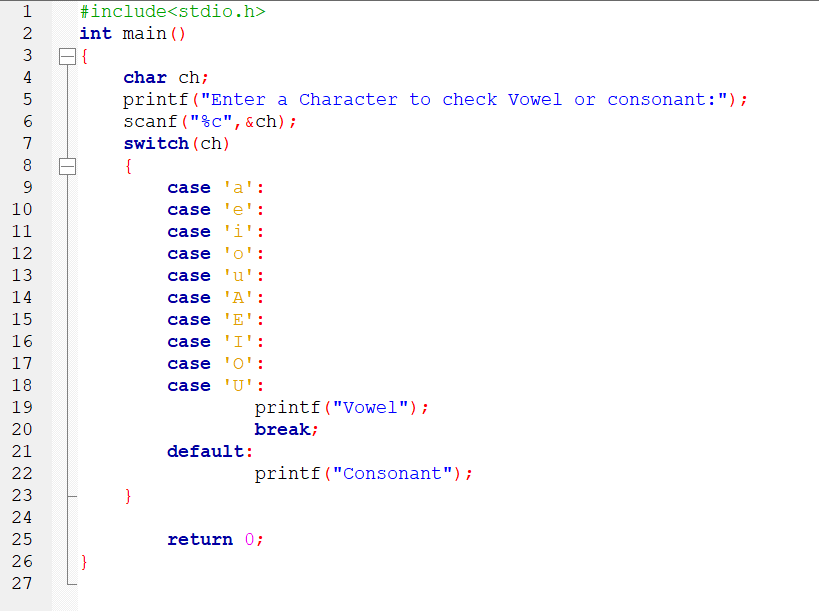 1 #include<stdio.h>
2 int main()
3 {
4     char ch;
5     printf("Enter a Character to check Vowel or consonant:");
6     scanf("%c",&ch);
7     switch(ch)
8     {
9         case 'a':
10         case 'e':
11         case 'i':
12         case 'o':
13         case 'u':
14         case 'A':
15         case 'E':
16         case 'I':
17         case 'O':
18         case 'U':
19                 printf("Vowel");
20                 break;
21         default:
22                 printf("Consonant");
23     }
24
25         return 0;
26 }
27